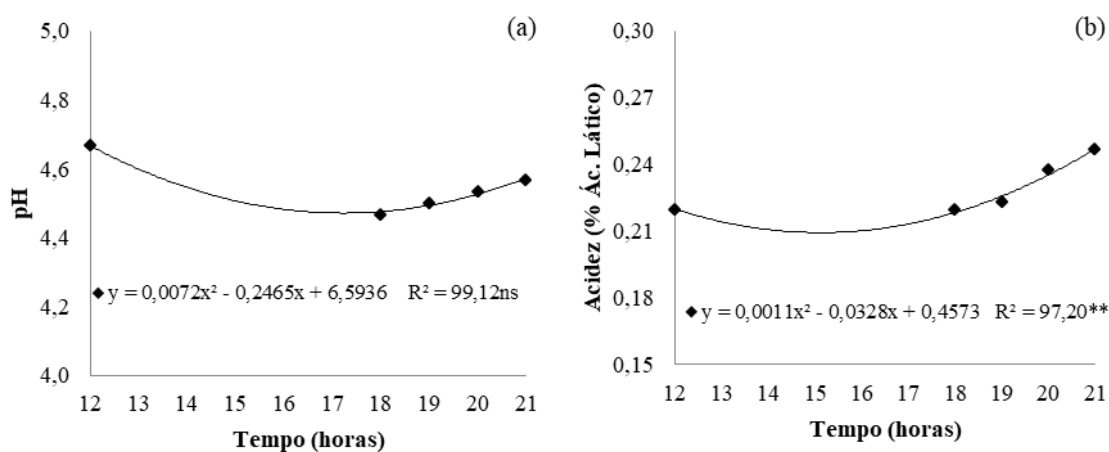 (a)
5,0
4,8
4,6
4,4
4,2
4,0
pH
y = 0,0072x² - 0,2465x + 6,5936 R² = 99,12ns
12 13 14 15 16 17 18 19 20 21
Tempo (horas)
(b)
0,30
0,27
0,24
0,21
0,18
0,15
Acidez (% Ác. Lático)
y = 0,0011x² - 0,0328x + 0,4573 R² = 97,20**
12 13 14 15 16 17 18 19 20 21
Tempo (horas)